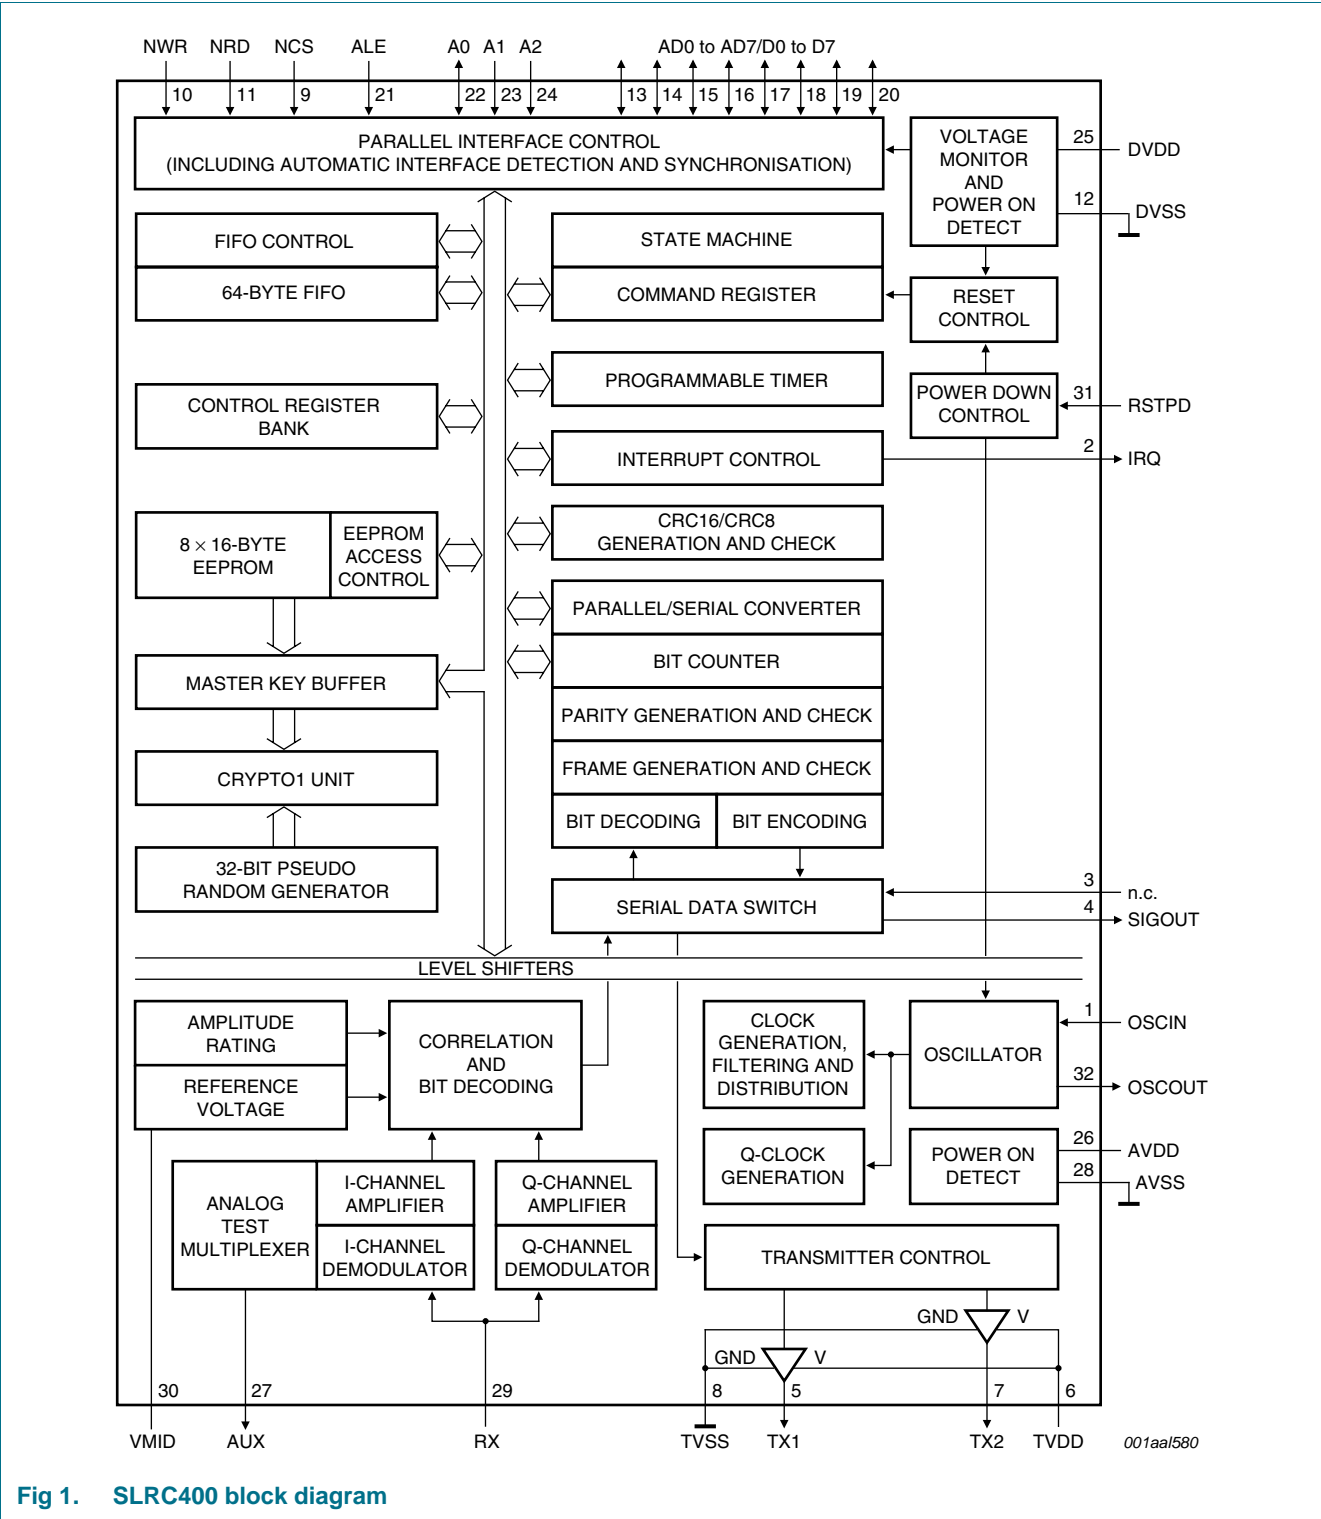 NWR NRD NCS ALE A0 A1 A2 AD0 to AD7/D0 to D7
10 11 9 21 22 23 24 13 14 15 16 17 18 19 20
PARALLEL INTERFACE CONTROL
(INCLUDING AUTOMATIC INTERFACE DETECTION AND SYNCHRONISATION)
VOLTAGE
MONITOR
AND
POWER ON
DETECT
25
DVDD
12
DVSS
FIFO CONTROL
64-BYTE FIFO
STATE MACHINE
COMMAND REGISTER
RESET
CONTROL
PROGRAMMABLE TIMER
POWER DOWN
CONTROL
31
RSTPD
CONTROL REGISTER
BANK
INTERRUPT CONTROL
2
IRQ
8 × 16-BYTE
EEPROM
EEPROM
ACCESS
CONTROL
CRC16/CRC8
GENERATION AND CHECK
PARALLEL/SERIAL CONVERTER
BIT COUNTER
MASTER KEY BUFFER
PARITY GENERATION AND CHECK
CRYPTO1 UNIT
FRAME GENERATION AND CHECK
BIT DECODING
BIT ENCODING
32-BIT PSEUDO
RANDOM GENERATOR
SERIAL DATA SWITCH
3
n.c.
4
SIGOUT
LEVEL SHIFTERS
AMPLITUDE
RATING
REFERENCE
VOLTAGE
CORRELATION
AND
BIT DECODING
CLOCK
GENERATION,
FILTERING AND
DISTRIBUTION
OSCILLATOR
1
OSCIN
32
OSCOUT
Q-CLOCK
GENERATION
POWER ON
DETECT
26
AVDD
28
AVSS
ANALOG
TEST
MULTIPLEXER
I-CHANNEL
AMPLIFIER
I-CHANNEL
DEMODULATOR
Q-CHANNEL
AMPLIFIER
Q-CHANNEL
DEMODULATOR
TRANSMITTER CONTROL
GND V
GND V
30 27 29 8 5 7 6
VMID AUX RX TVSS TX1 TX2 TVDD
001aal580
Fig 1. SLRC400 block diagram